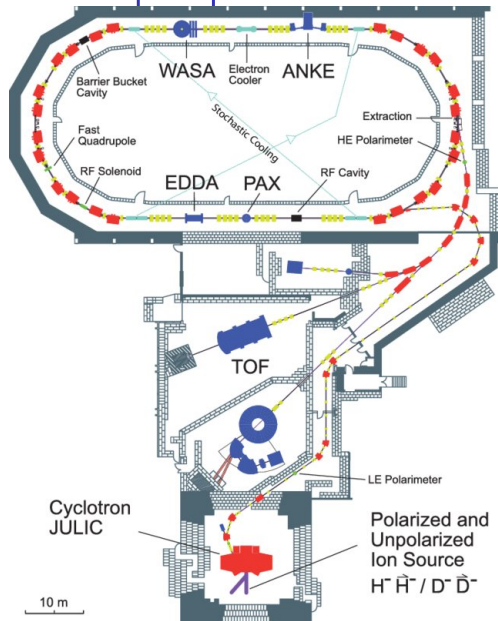 WASA
Electron
Cooler
ANKE
Barrier Bucket
Cavity
Extraction
Stochastic Cooling
Fast
Quadrupole
HE Polarimeter
RF Solenoid
EDDA
PAX
RF Cavity
TOF
LE Polarimeter
Cyclotron
JULIC
Polarized and
Unpolarized
Ion Source
H⁻ H⃗⁻ / D⁻ D⃗⁻
10 m